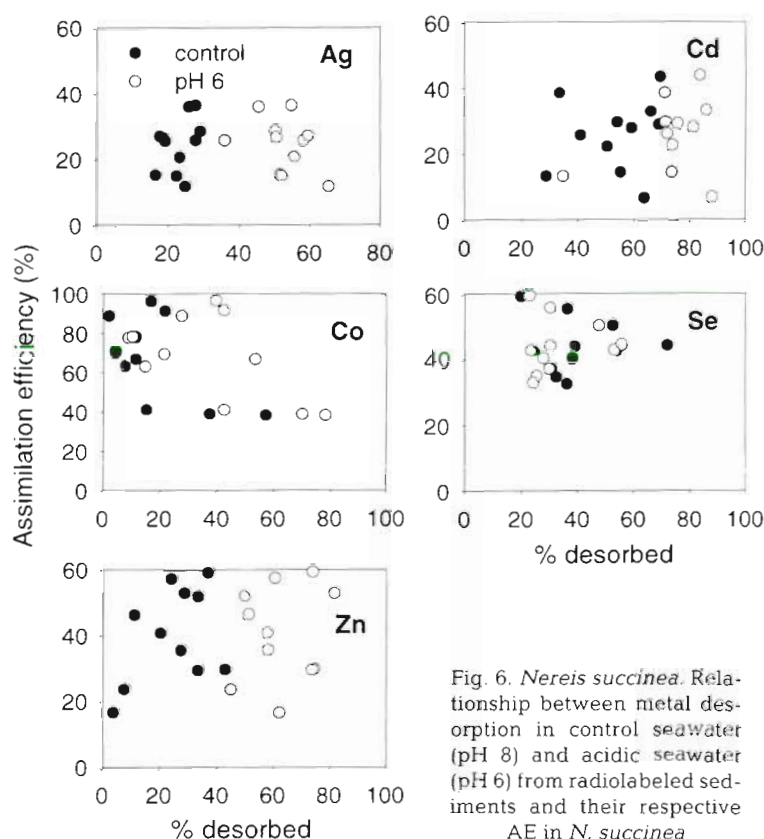 60
40
20
0
0
20
40
60
80
● control
○ pH 6
Ag
60
40
20
0
0
20
40
60
80
100
Cd
Assimilation efficiency (%)
100
80
60
40
20
0
0
20
40
60
80
100
Co
60
40
20
0
20
40
60
80
100
Se
% desorbed
60
40
20
0
0
20
40
60
80
100
Zn
% desorbed
Fig. 6. Nereis succinea. Rela-
tionship between metal des-
orption in control seawater
(pH 8) and acidic seawater
(pH 6) from radiolabeled sed-
iments and their respective
AE in N. succinea